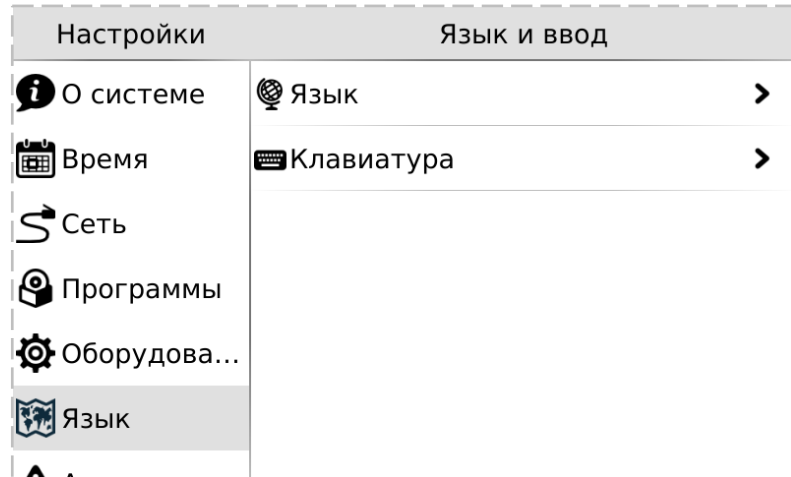 Настройки
Язык и ввод
О системе
Время
Сеть
Программы
Оборудова...
Язык
Язык
Клавиатура